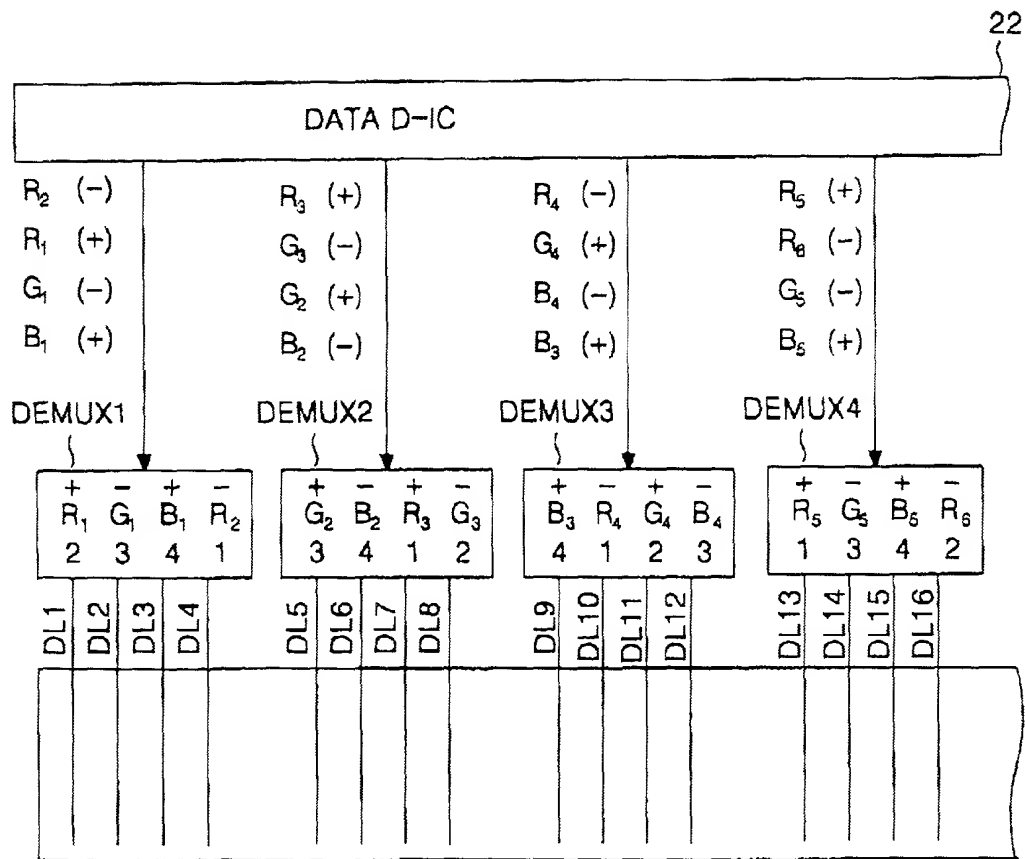 22
DATA D-IC
R₂ (-) R₃ (+) R₄ (-) R₅ (+)
R₁ (+) G₃ (-) G₄ (+) R₆ (-)
G₁ (-) G₂ (+) B₄ (-) G₅ (-)
B₁ (+) B₂ (-) B₃ (+) B₅ (+)
DEMUX1 DEMUX2 DEMUX3 DEMUX4
+ - + - + - + - + - + - + - + -
R₁ G₁ B₁ R₂ G₂ B₂ R₃ G₃ B₃ R₄ G₄ B₄ R₅ G₅ B₅ R₆
2 3 4 1 3 4 1 2 4 1 2 3 1 3 4 2
DL1 DL2 DL3 DL4 DL5 DL6 DL7 DL8 DL9 DL10 DL11 DL12 DL13 DL14 DL15 DL16